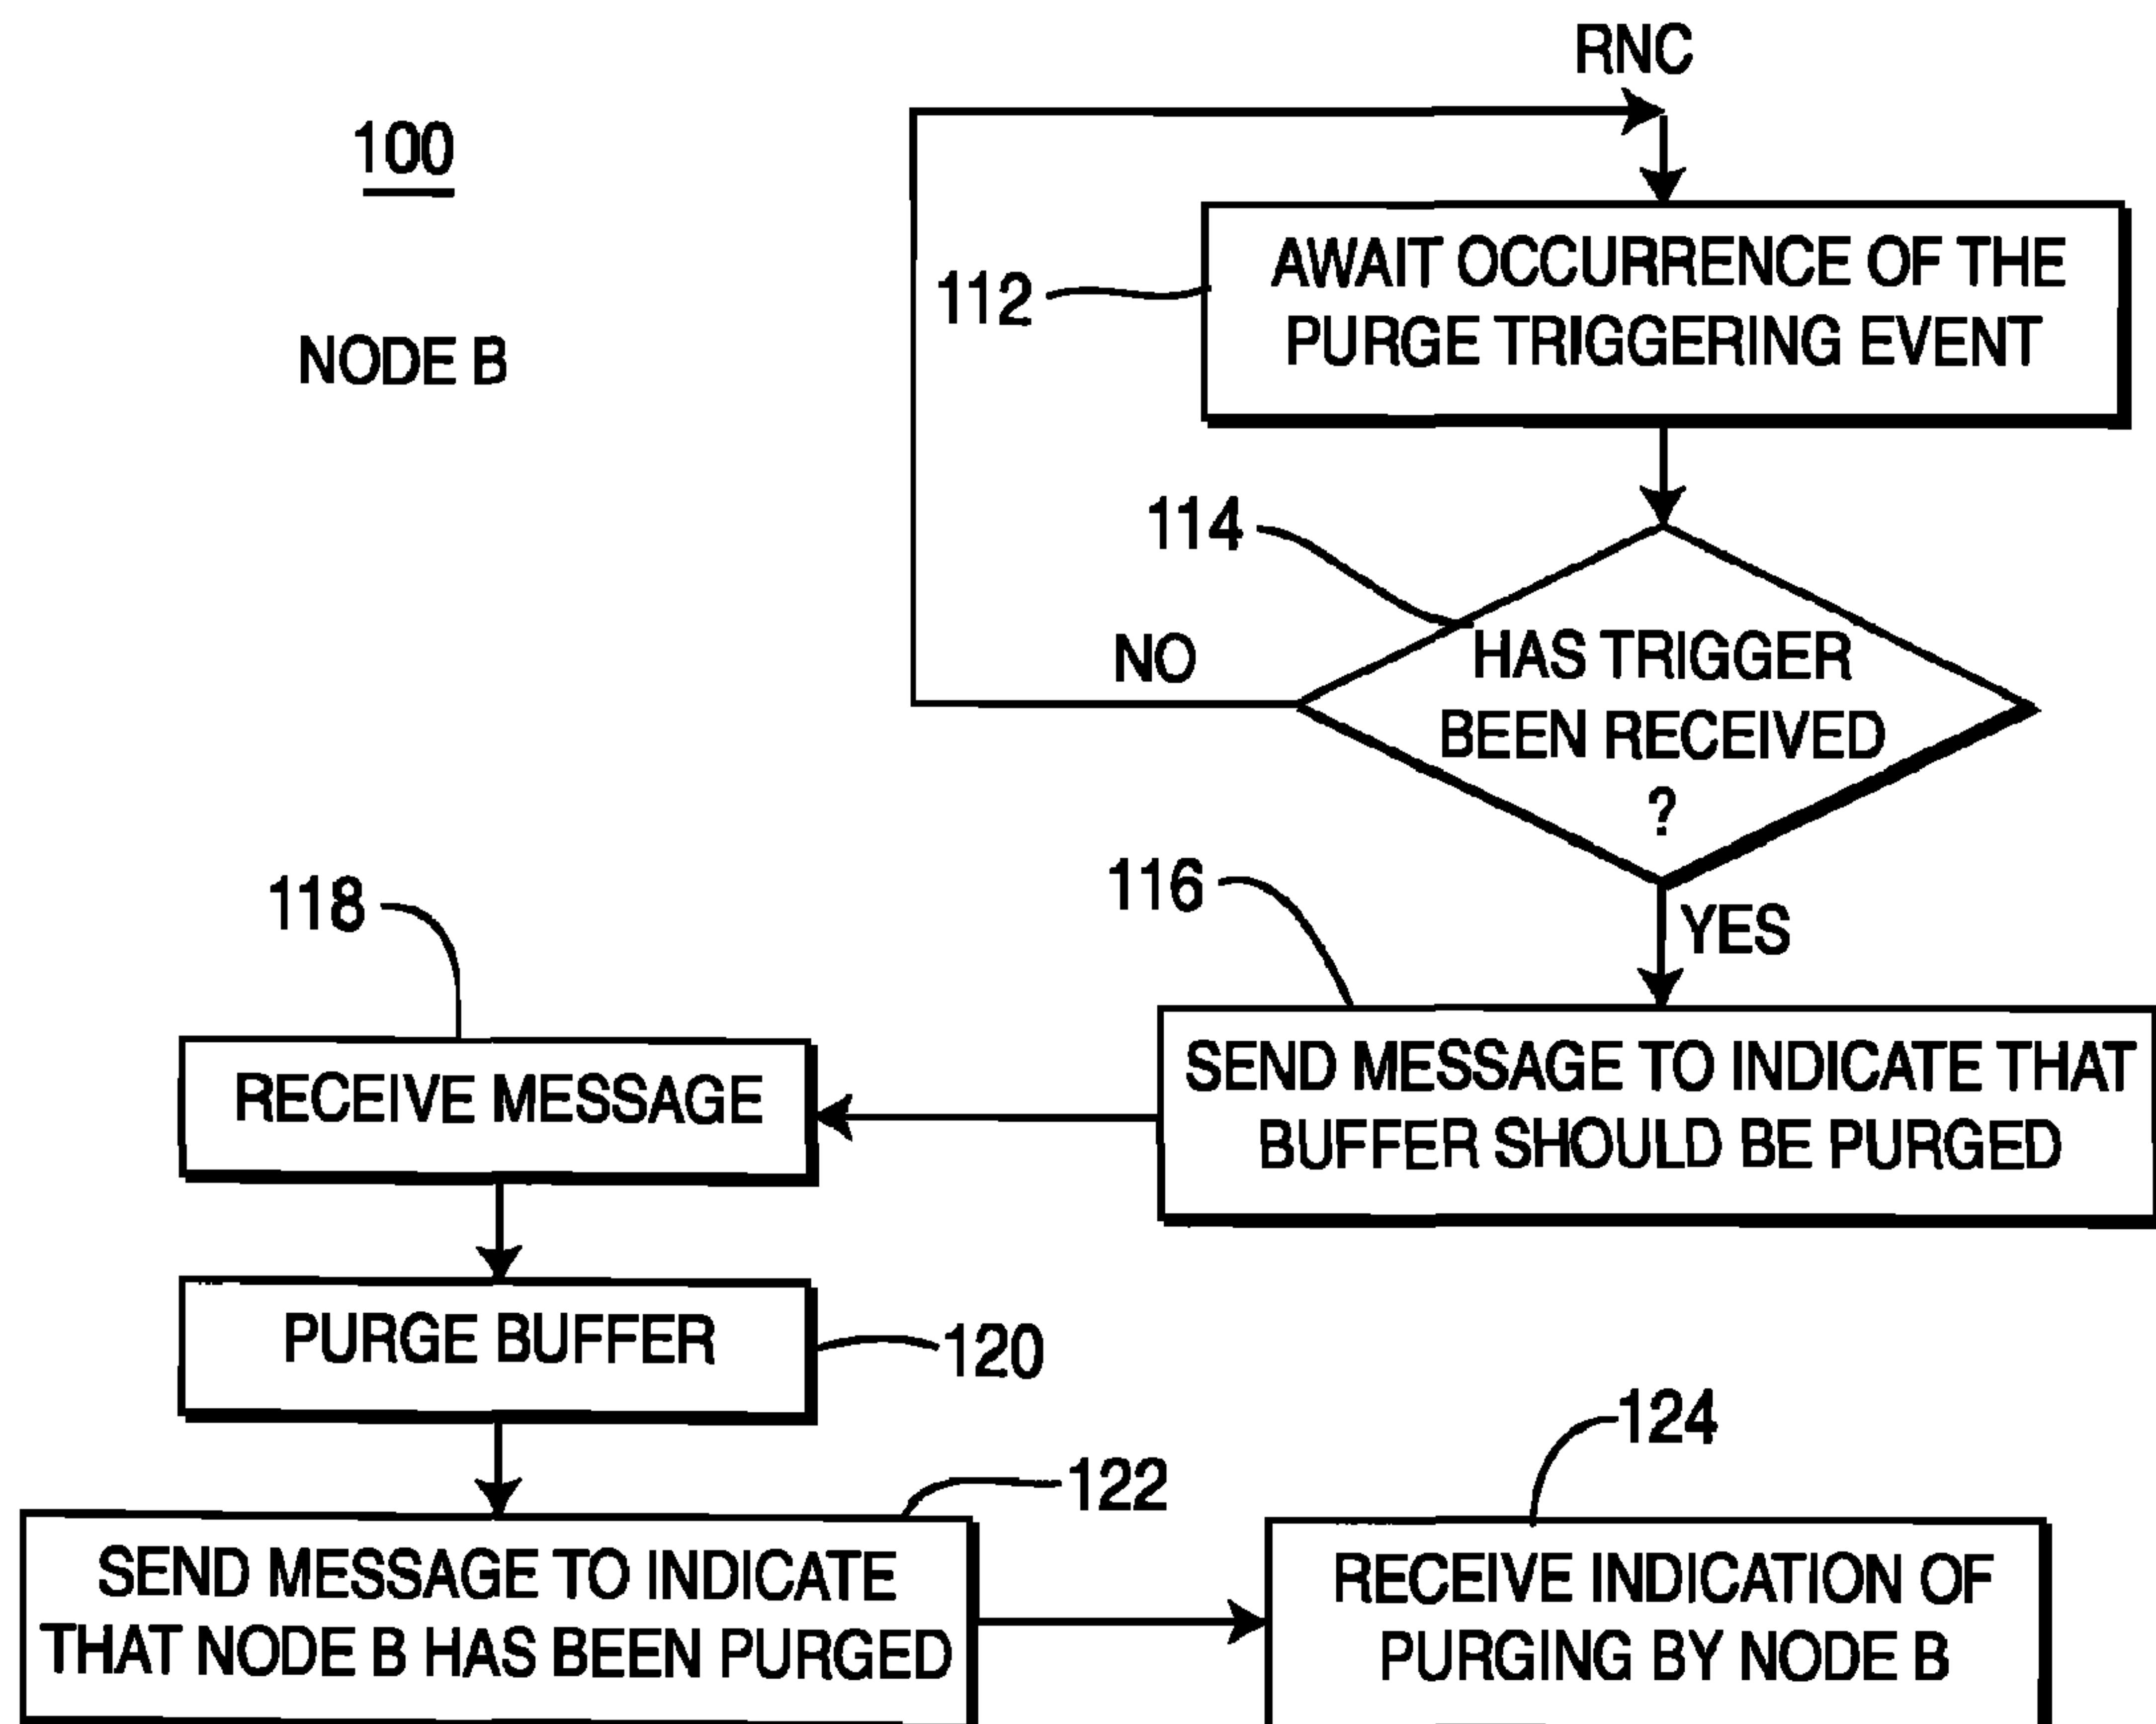 RNC
100
NODE B
112
AWAIT OCCURRENCE OF THE
PURGE TRIGGERING EVENT
114
NO
HAS TRIGGER
BEEN RECEIVED
?
YES
116
SEND MESSAGE TO INDICATE THAT
BUFFER SHOULD BE PURGED
118
RECEIVE MESSAGE
PURGE BUFFER
120
122
SEND MESSAGE TO INDICATE
THAT NODE B HAS BEEN PURGED
124
RECEIVE INDICATION OF
PURGING BY NODE B